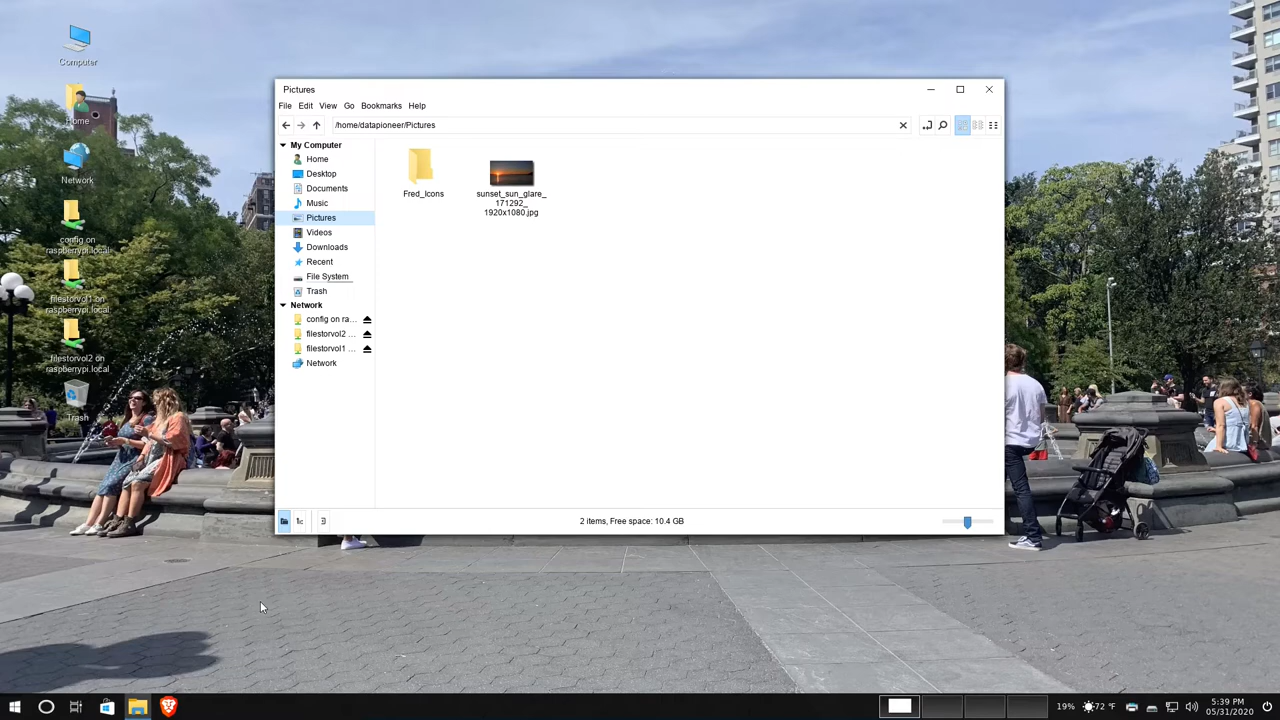 Computer
Home
Network
config on
raspberrypi.local
filestorvol1 on
raspberrypi.local
filestorvol2 on
raspberrypi.local
Trash
Pictures
File Edit View Go Bookmarks Help
/home/datapioneer/Pictures
My Computer
Home
Desktop
Documents
Music
Pictures
Videos
Downloads
Recent
File System
Trash
Network
config on ra...
filestorvol2 ...
filestorvol1 ...
Network
Fred_Icons
sunset_sun_glare_
171292_
1920x1080.jpg
2 items, Free space: 10.4 GB
19%
72 °F
5:39 PM
05/31/2020